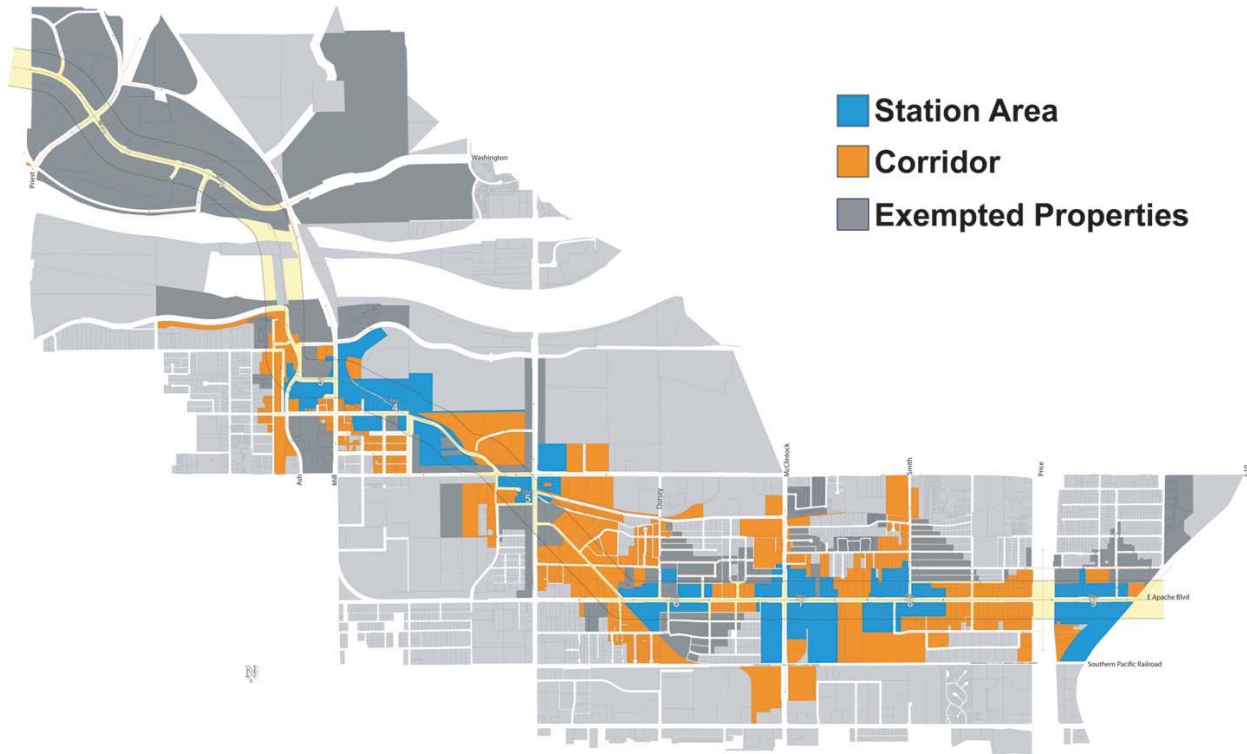 Station Area
Corridor
Exempted Properties
Washington
Priest
Ash
Mill
McClintock
Smith
Price
Dorsey
E Apache Blvd
Southern Pacific Railroad
N